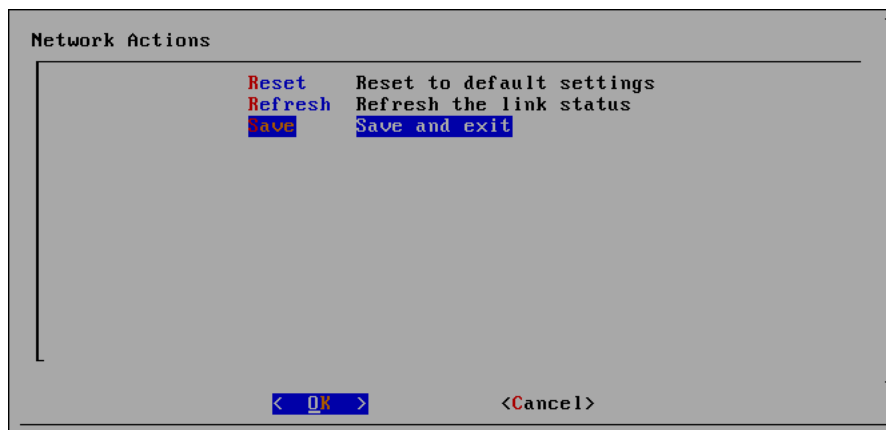 Network Actions
Reset Reset to default settings
Refresh Refresh the link status
Save Save and exit
< OK > <Cancel>